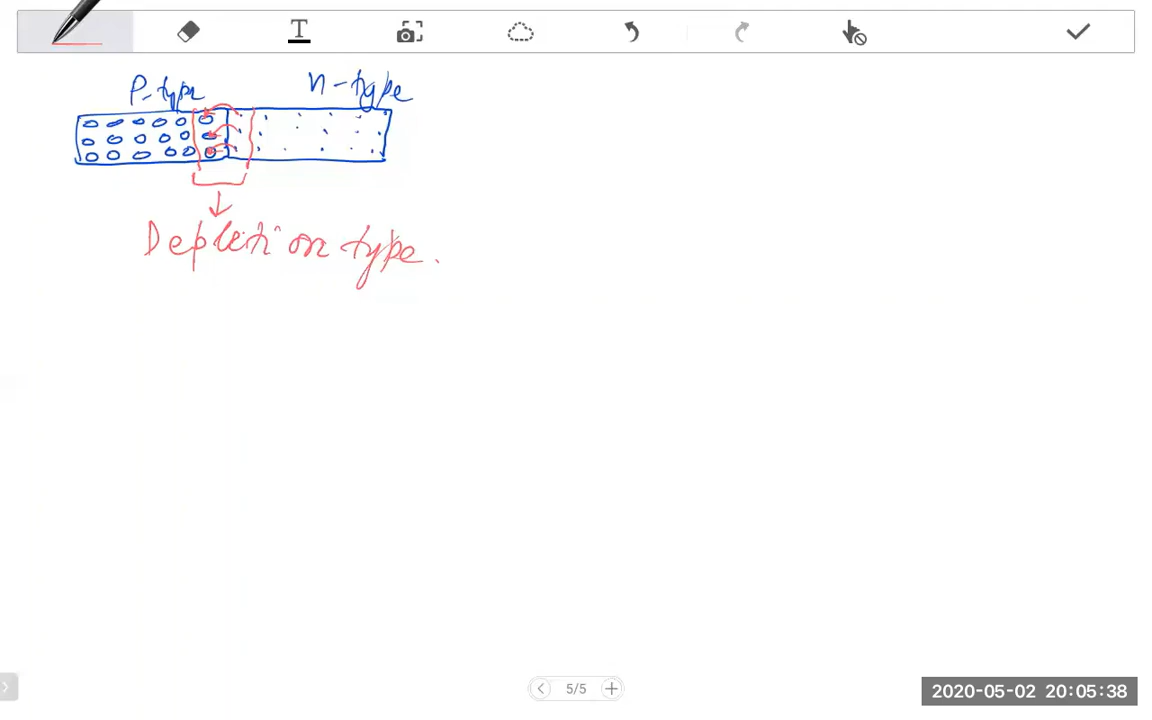 T
P-type n-type
Depletion type.
5/5
2020-05-02 20:05:38